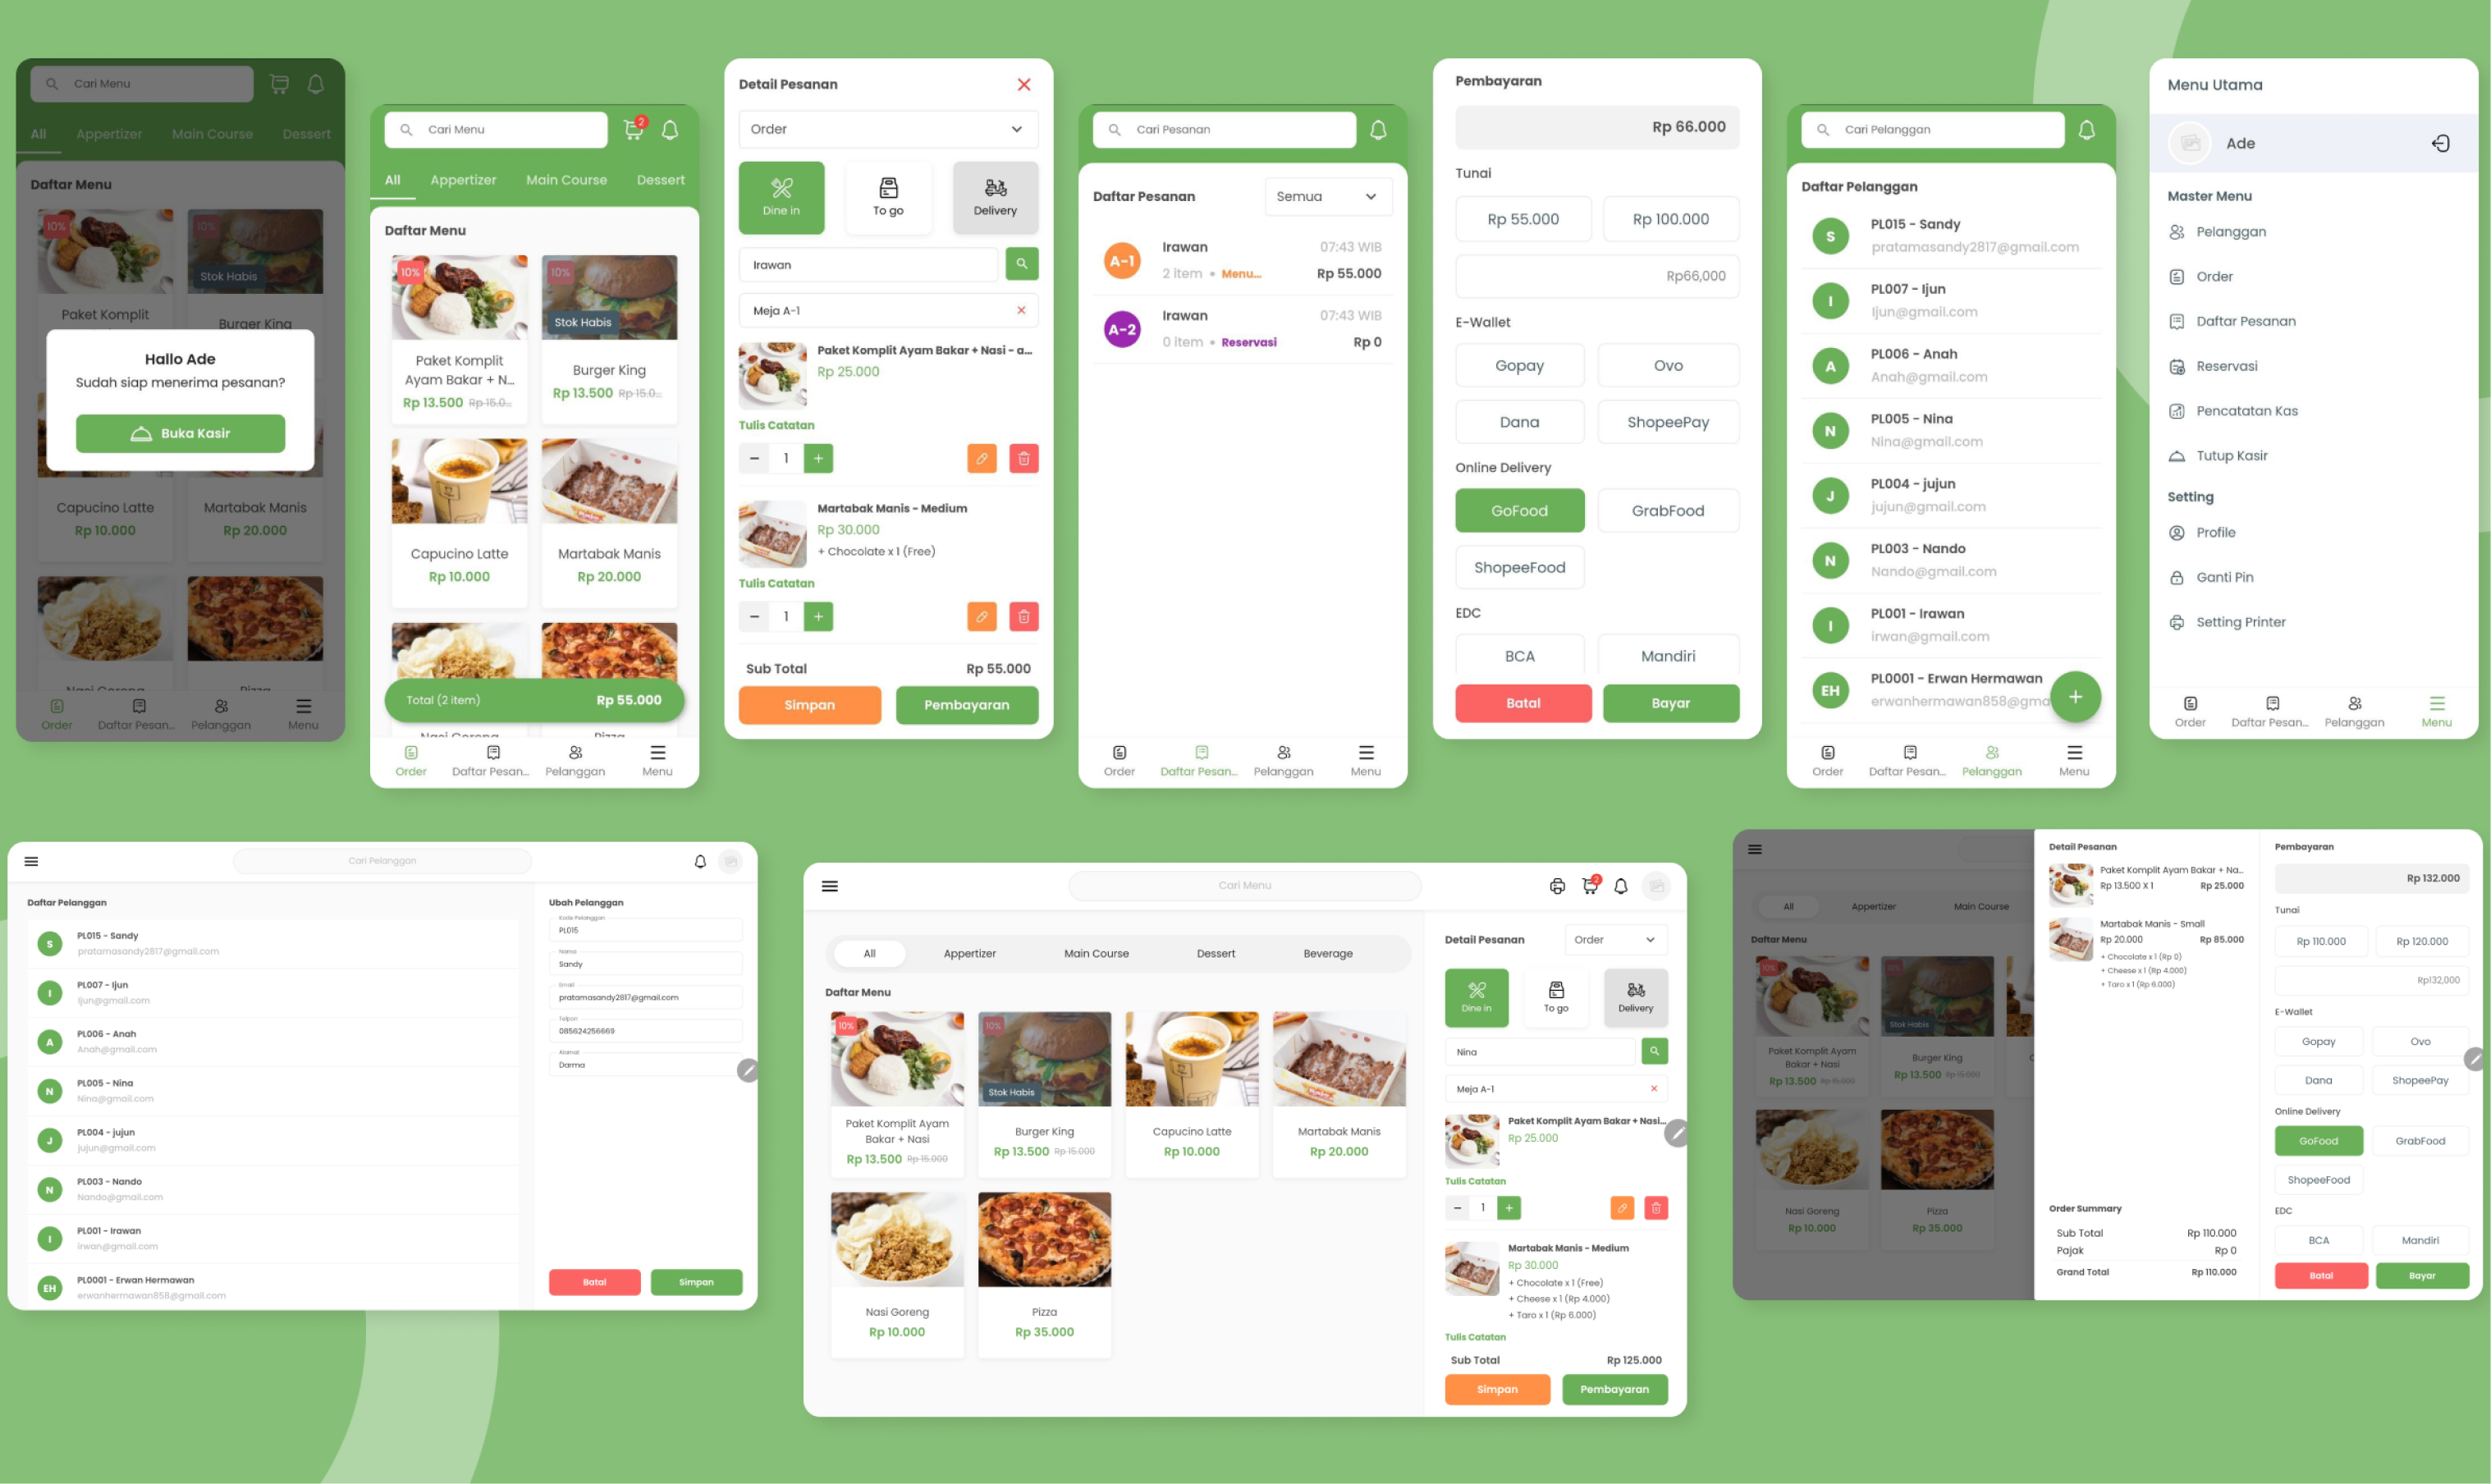 Cari Menu
All Appertizer Main Course Dessert
Daftar Menu
10%
10%
Stok Habis
Paket Komplit
Burger King
Hallo Ade
Sudah siap menerima pesanan?
Buka Kasir
Capucino Latte
Martabak Manis
Rp 10.000
Rp 20.000
Order Daftar Pesan... Pelanggan Menu
Cari Menu
2
All Appertizer Main Course Dessert
Daftar Menu
10%
10%
Stok Habis
Paket Komplit
Ayam Bakar + N...
Rp 13.500 Rp 15.0...
Burger King
Rp 13.500 Rp 15.0...
Capucino Latte
Rp 10.000
Martabak Manis
Rp 20.000
Total (2 item) Rp 55.000
Nasi Goreng Pizza
Order Daftar Pesan... Pelanggan Menu
Detail Pesanan
Order
Dine in To go Delivery
Irawan
Meja A-1
Paket Komplit Ayam Bakar + Nasi - a...
Rp 25.000
Tulis Catatan
- 1 +
Martabak Manis - Medium
Rp 30.000
+ Chocolate x 1 (Free)
Tulis Catatan
- 1 +
Sub Total Rp 55.000
Simpan Pembayaran
Cari Pesanan
Daftar Pesanan Semua
A-1 Irawan 07:43 WIB
2 item • Menu... Rp 55.000
A-2 Irawan 07:43 WIB
0 item • Reservasi Rp 0
Order Daftar Pesan... Pelanggan Menu
Pembayaran
Rp 66.000
Tunai
Rp 55.000 Rp 100.000
Rp66,000
E-Wallet
Gopay Ovo
Dana ShopeePay
Online Delivery
GoFood GrabFood
ShopeeFood
EDC
BCA Mandiri
Batal Bayar
Cari Pelanggan
Daftar Pelanggan
S PL015 - Sandy
pratamasandy2817@gmail.com
I PL007 - Ijun
Ijun@gmail.com
A PL006 - Anah
Anah@gmail.com
N PL005 - Nina
Nina@gmail.com
J PL004 - jujun
jujun@gmail.com
N PL003 - Nando
Nando@gmail.com
I PL001 - Irawan
irwan@gmail.com
EH PL0001 - Erwan Hermawan
erwanhermawan858@gma
+
Order Daftar Pesan... Pelanggan Menu
Menu Utama
Ade
Master Menu
Pelanggan
Order
Daftar Pesanan
Reservasi
Pencatatan Kas
Tutup Kasir
Setting
Profile
Ganti Pin
Setting Printer
Order Daftar Pesan... Pelanggan Menu
Cari Pelanggan
Daftar Pelanggan
S PL015 - Sandy
pratamasandy2817@gmail.com
I PL007 - Ijun
Ijun@gmail.com
A PL006 - Anah
Anah@gmail.com
N PL005 - Nina
Nina@gmail.com
J PL004 - jujun
jujun@gmail.com
N PL003 - Nando
Nando@gmail.com
I PL001 - Irawan
irwan@gmail.com
EH PL0001 - Erwan Hermawan
erwanhermawan858@gmail.com
Ubah Pelanggan
Kode Pelanggan
PL015
Nama
Sandy
Email
pratamasandy2817@gmail.com
Telpon
085624256669
Alamat
Darma
Batal Simpan
Cari Menu
2
All Appertizer Main Course Dessert Beverage
Daftar Menu
10%
10%
Stok Habis
Paket Komplit Ayam
Bakar + Nasi
Rp 13.500 Rp 15.000
Burger King
Rp 13.500 Rp 15.000
Capucino Latte
Rp 10.000
Martabak Manis
Rp 20.000
Nasi Goreng
Rp 10.000
Pizza
Rp 35.000
Detail Pesanan Order
Dine in To go Delivery
Nina
Meja A-1
Paket Komplit Ayam Bakar + Nasi...
Rp 25.000
Tulis Catatan
- 1 +
Martabak Manis - Medium
Rp 30.000
+ Chocolate x 1 (Free)
+ Cheese x 1 (Rp 4.000)
+ Taro x 1 (Rp 6.000)
Tulis Catatan
Sub Total Rp 125.000
Simpan Pembayaran
All Appertizer Main Course
Daftar Menu
10%
Stok Habis
Paket Komplit Ayam
Bakar + Nasi
Rp 13.500 Rp 15.000
Burger King
Rp 13.500 Rp 15.000
Nasi Goreng
Rp 10.000
Pizza
Rp 35.000
Detail Pesanan
Paket Komplit Ayam Bakar + Na...
Rp 13.500 X 1 Rp 25.000
Martabak Manis - Small
Rp 20.000 Rp 85.000
+ Chocolate x 1 (Rp 0)
+ Cheese x 1 (Rp 4.000)
+ Taro x 1 (Rp 6.000)
Order Summary
Sub Total Rp 110.000
Pajak Rp 0
Grand Total Rp 110.000
Pembayaran
Rp 132.000
Tunai
Rp 110.000 Rp 120.000
Rp132,000
E-Wallet
Gopay Ovo
Dana ShopeePay
Online Delivery
GoFood GrabFood
ShopeeFood
EDC
BCA Mandiri
Batal Bayar